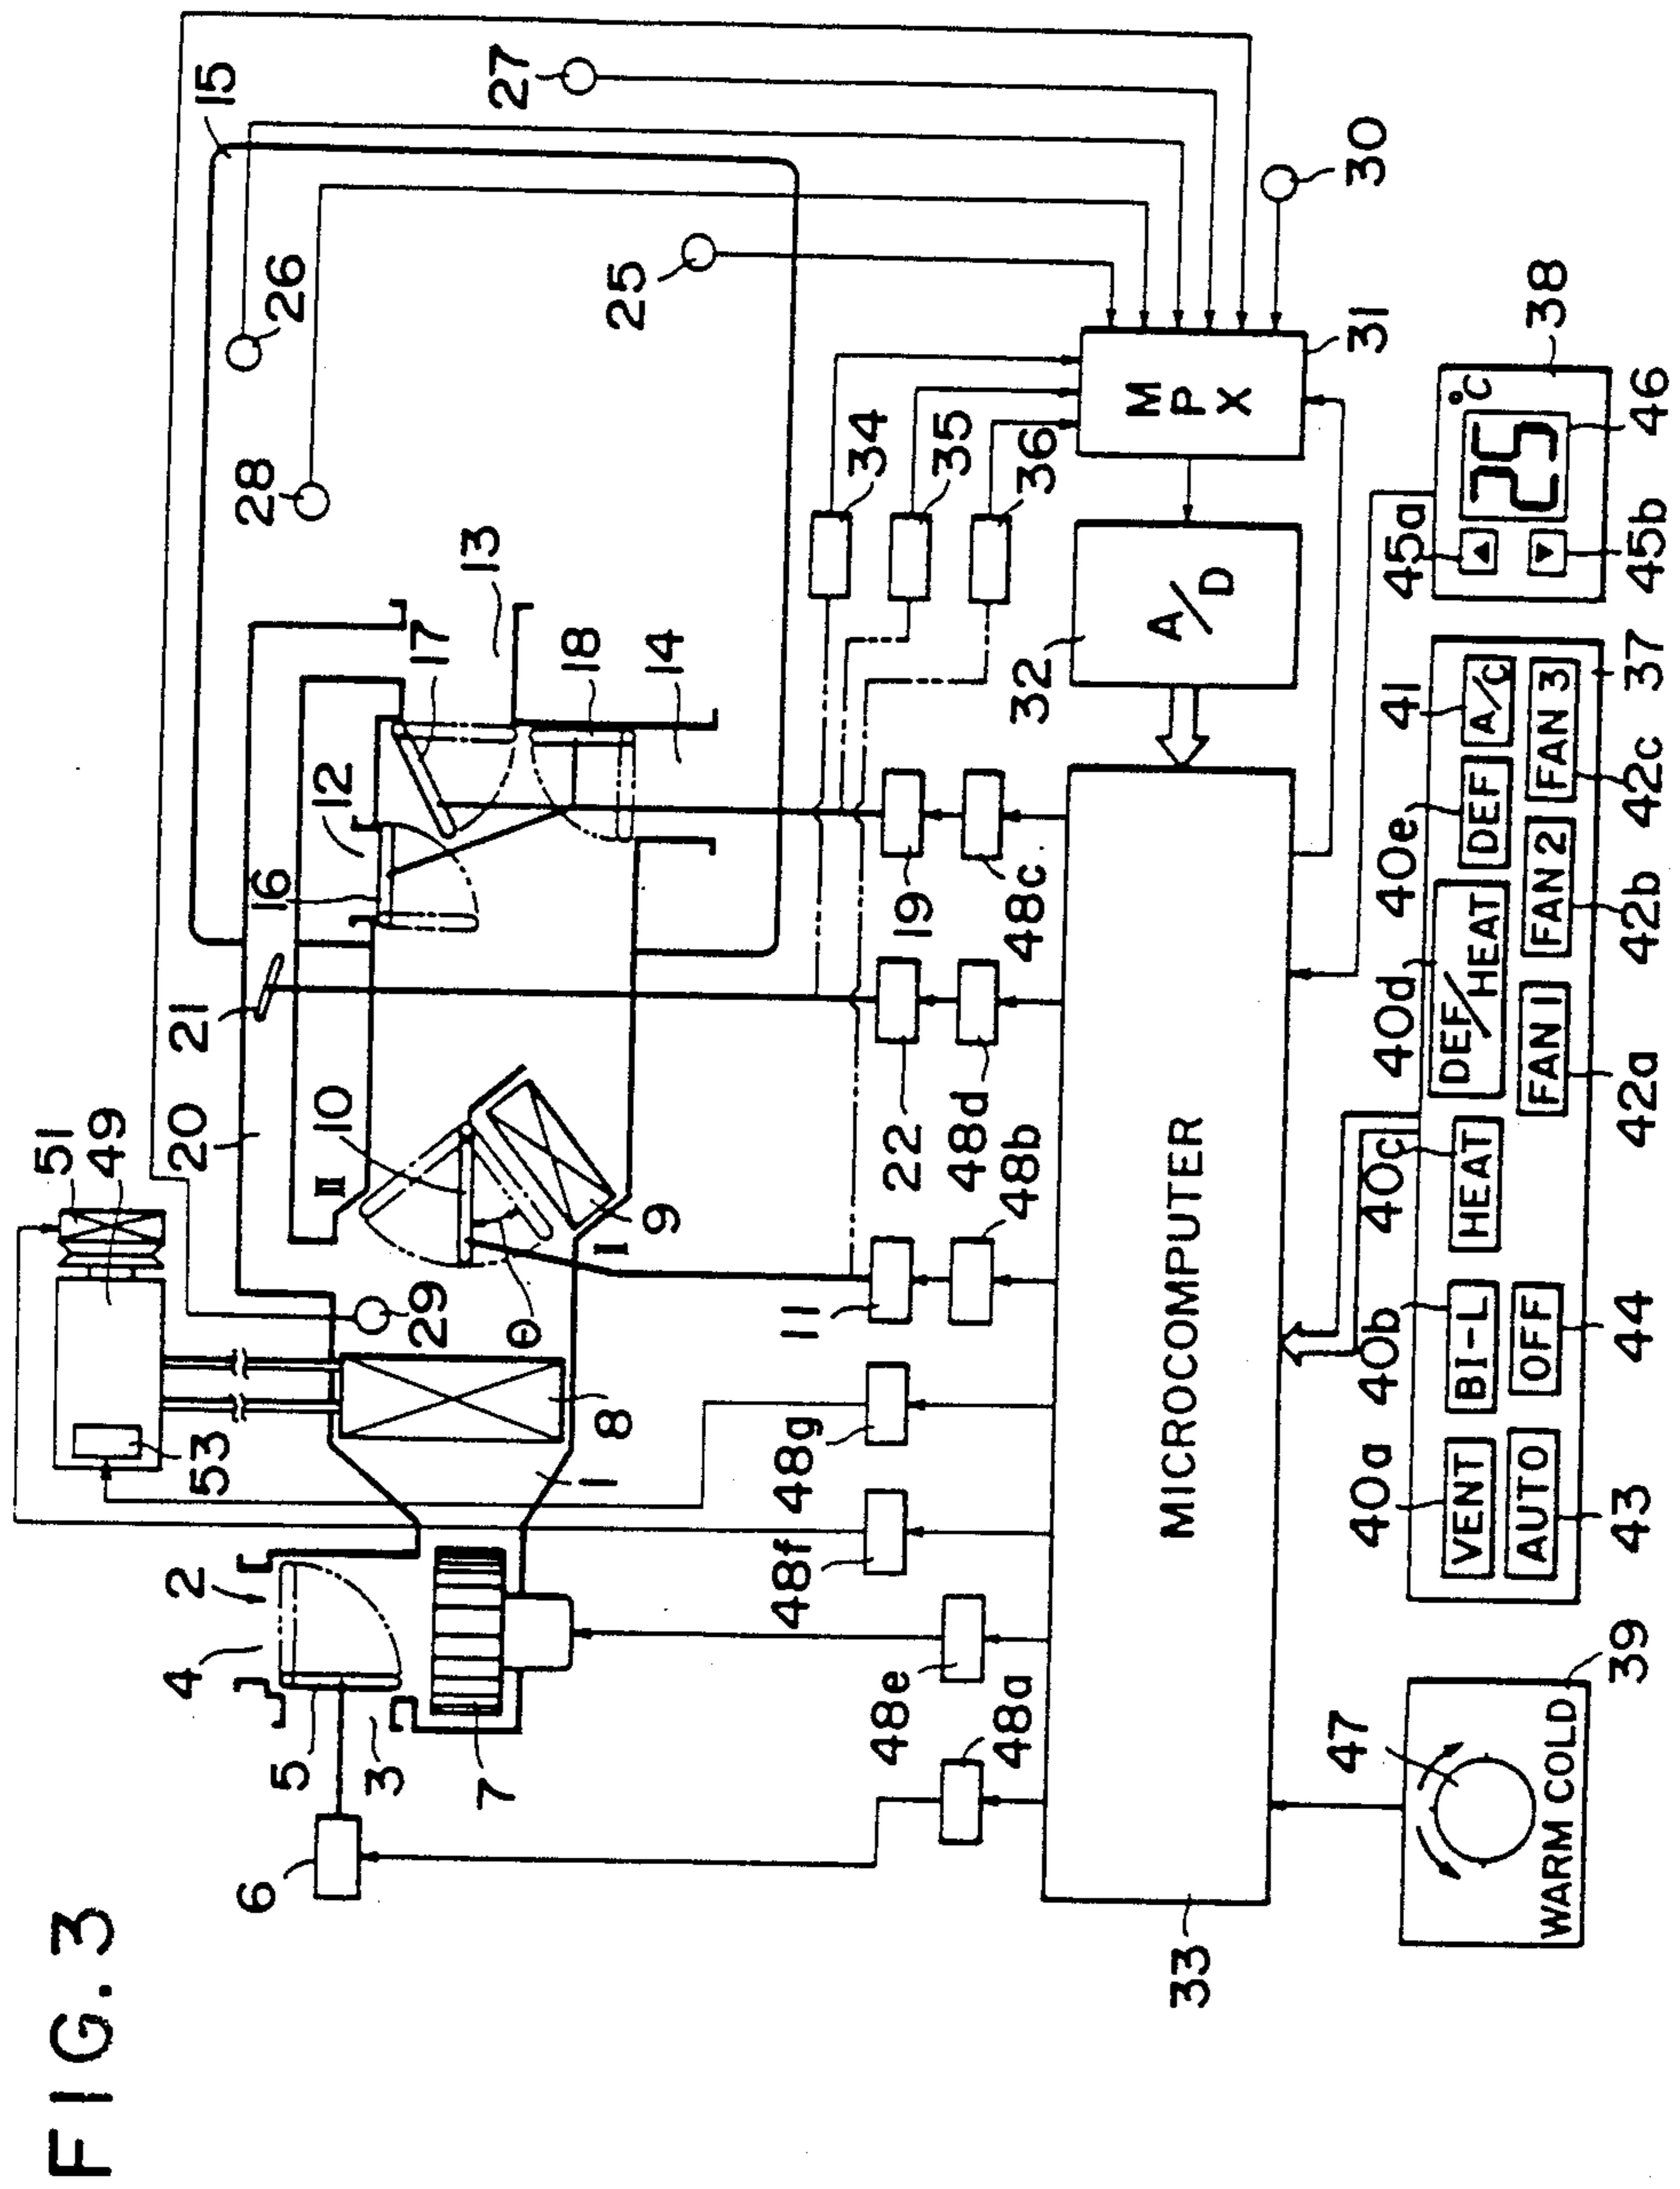 FIG. 3
51
49
53
20
21
15
26
27
28
25
30
2
4
5
3
6
7
1
8
29
θ
10
I
II
9
16
12
17
13
18
14
11
22
19
34
35
36
48a
48e
48f
48g
48b
48d
48c
MICROCOMPUTER
33
A/D
32
MPX
31
WARM COLD
47
39
40a
40b
40c
40d
40e
41
VENT
BI-L
HEAT
DEF/HEAT
DEF
A/C
AUTO
OFF
FAN 1
FAN 2
FAN 3
43
44
42a
42b
42c
37
45a
▲
25
°C
38
▼
45b
46